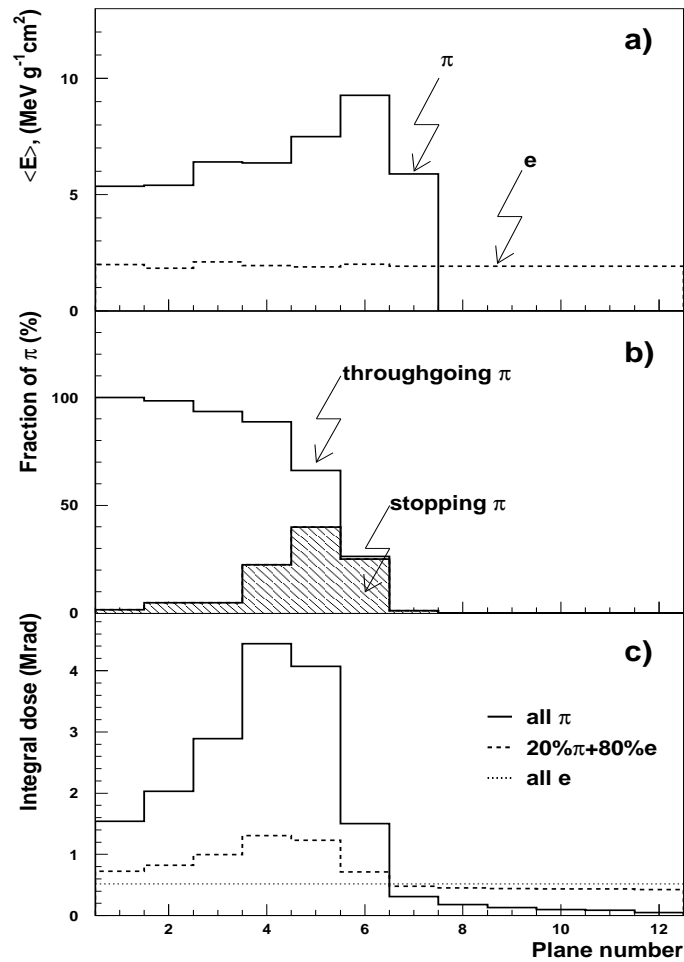 a)
<E>, (MeV g⁻¹cm²)
10
5
0
π
e
b)
Fraction of π (%)
100
50
0
throughgoing π
stopping π
c)
Integral dose (Mrad)
4
3
2
1
0
all π
20%π+80%e
all e
2 4 6 8 10 12
Plane number